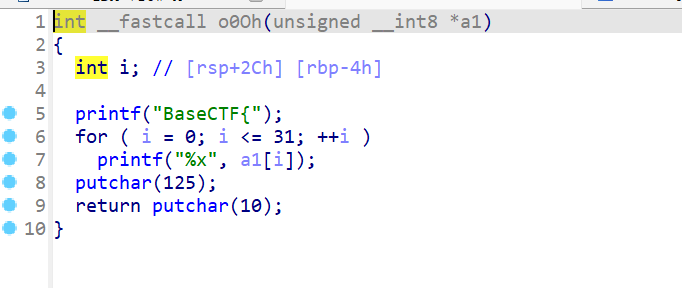 1 int __fastcall o0Oh(unsigned __int8 *a1)
2 {
3   int i; // [rsp+2Ch] [rbp-4h]
4
5   printf("BaseCTF{");
6   for ( i = 0; i <= 31; ++i )
7     printf("%x", a1[i]);
8   putchar(125);
9   return putchar(10);
10 }